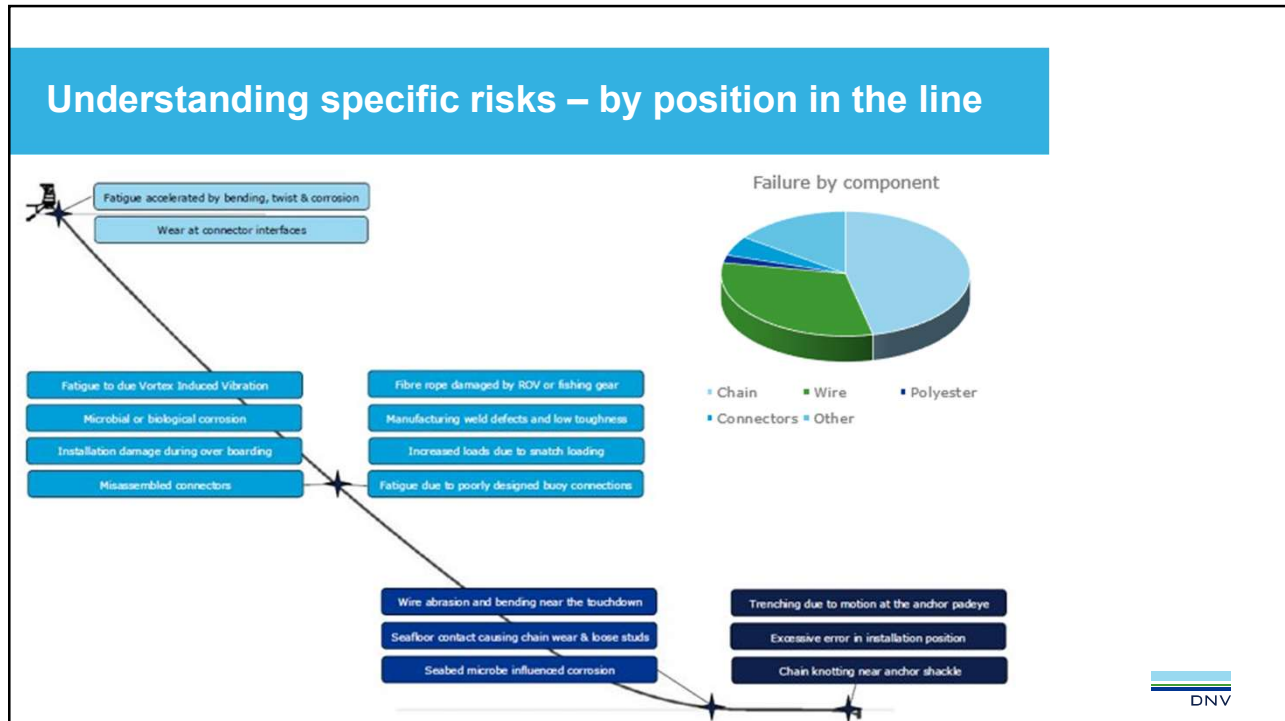 Understanding specific risks – by position in the line
Fatigue accelerated by bending, twist & corrosion
Wear at connector interfaces
Failure by component
Chain
Wire
Polyester
Connectors
Other
Fatigue to due Vortex Induced Vibration
Microbial or biological corrosion
Installation damage during over boarding
Misassembled connectors
Fibre rope damaged by ROV or fishing gear
Manufacturing weld defects and low toughness
Increased loads due to snatch loading
Fatigue due to poorly designed buoy connections
Wire abrasion and bending near the touchdown
Seafloor contact causing chain wear & loose studs
Seabed microbe influenced corrosion
Trenching due to motion at the anchor padeye
Excessive error in installation position
Chain knotting near anchor shackle
DNV